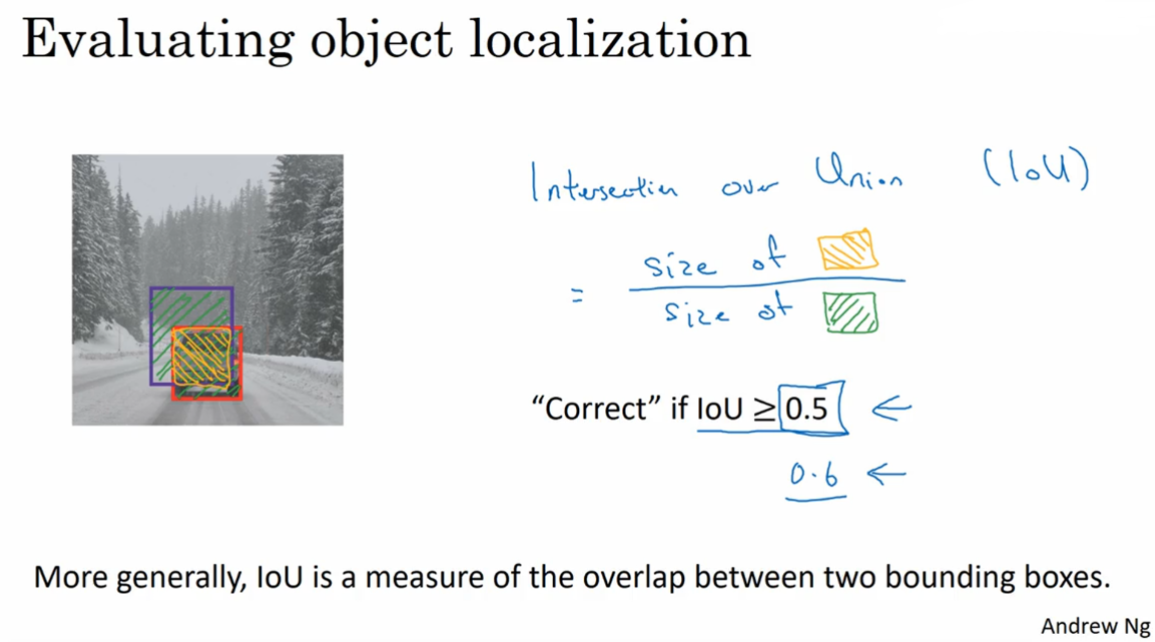 Evaluating object localization
Intersection over Union (IoU)
= size of
size of
“Correct” if IoU ≥ 0.5 ←
0.6 ←
More generally, IoU is a measure of the overlap between two bounding boxes.
Andrew Ng